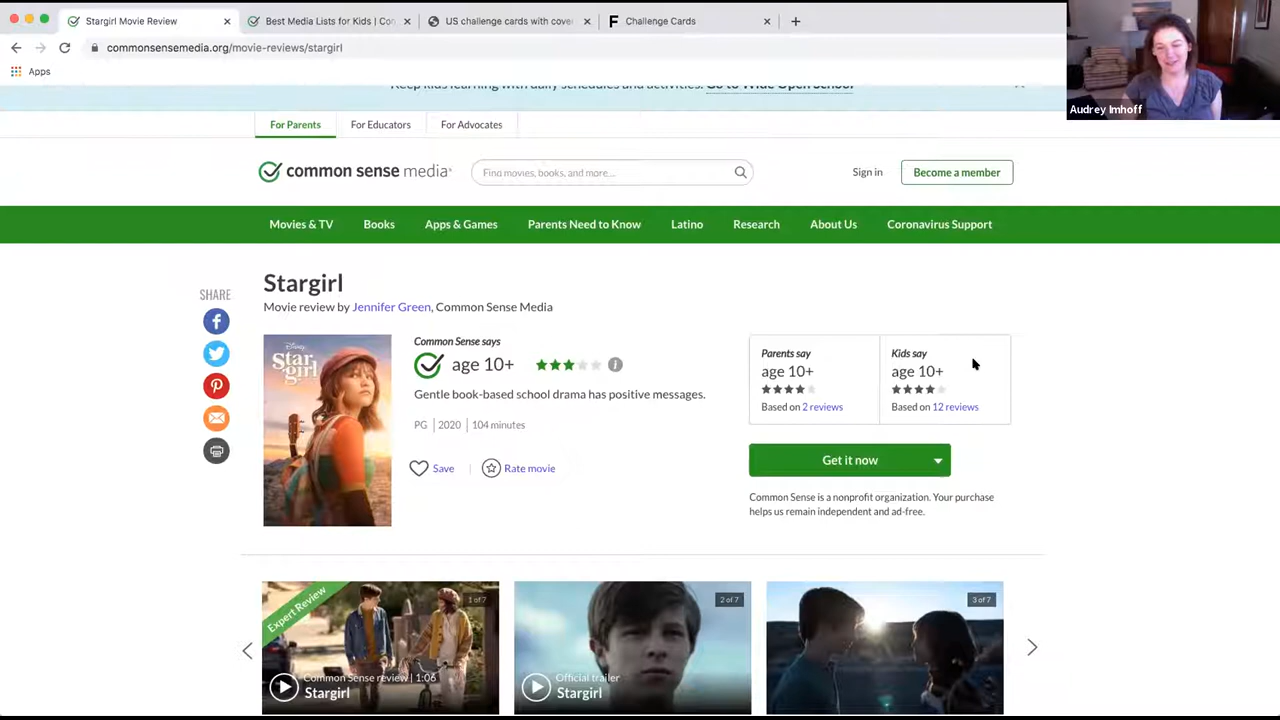 Stargirl Movie Review
Best Media Lists for Kids | Con
US challenge cards with cover
Challenge Cards
commonsensemedia.org/movie-reviews/stargirl
Apps
Audrey Imhoff
Keep kids learning with daily schedules and activities. Go to Wide Open School
For Parents
For Educators
For Advocates
common sense media
Find movies, books, and more...
Sign in
Become a member
Movies & TV
Books
Apps & Games
Parents Need to Know
Latino
Research
About Us
Coronavirus Support
Stargirl
Movie review by Jennifer Green, Common Sense Media
SHARE
Disney
Star girl
Common Sense says
age 10+
Gentle book-based school drama has positive messages.
PG | 2020 | 104 minutes
Save
Rate movie
Parents say
age 10+
Based on 2 reviews
Kids say
age 10+
Based on 12 reviews
Get it now
Common Sense is a nonprofit organization. Your purchase
helps us remain independent and ad-free.
Expert Review
1 of 7
Common Sense review | 1:06
Stargirl
2 of 7
Official trailer
Stargirl
3 of 7